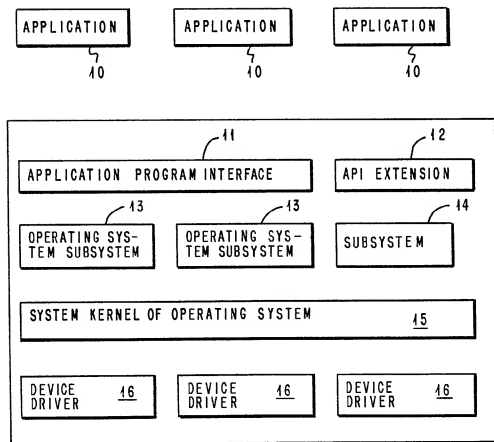 APPLICATION APPLICATION APPLICATION
10 10 10
11 12
APPLICATION PROGRAM INTERFACE API EXTENSION
13 13 14
OPERATING SYS- OPERATING SYS- SUBSYSTEM
TEM SUBSYSTEM TEM SUBSYSTEM
SYSTEM KERNEL OF OPERATING SYSTEM 15
DEVICE 16 DEVICE 16 DEVICE 16
DRIVER DRIVER DRIVER